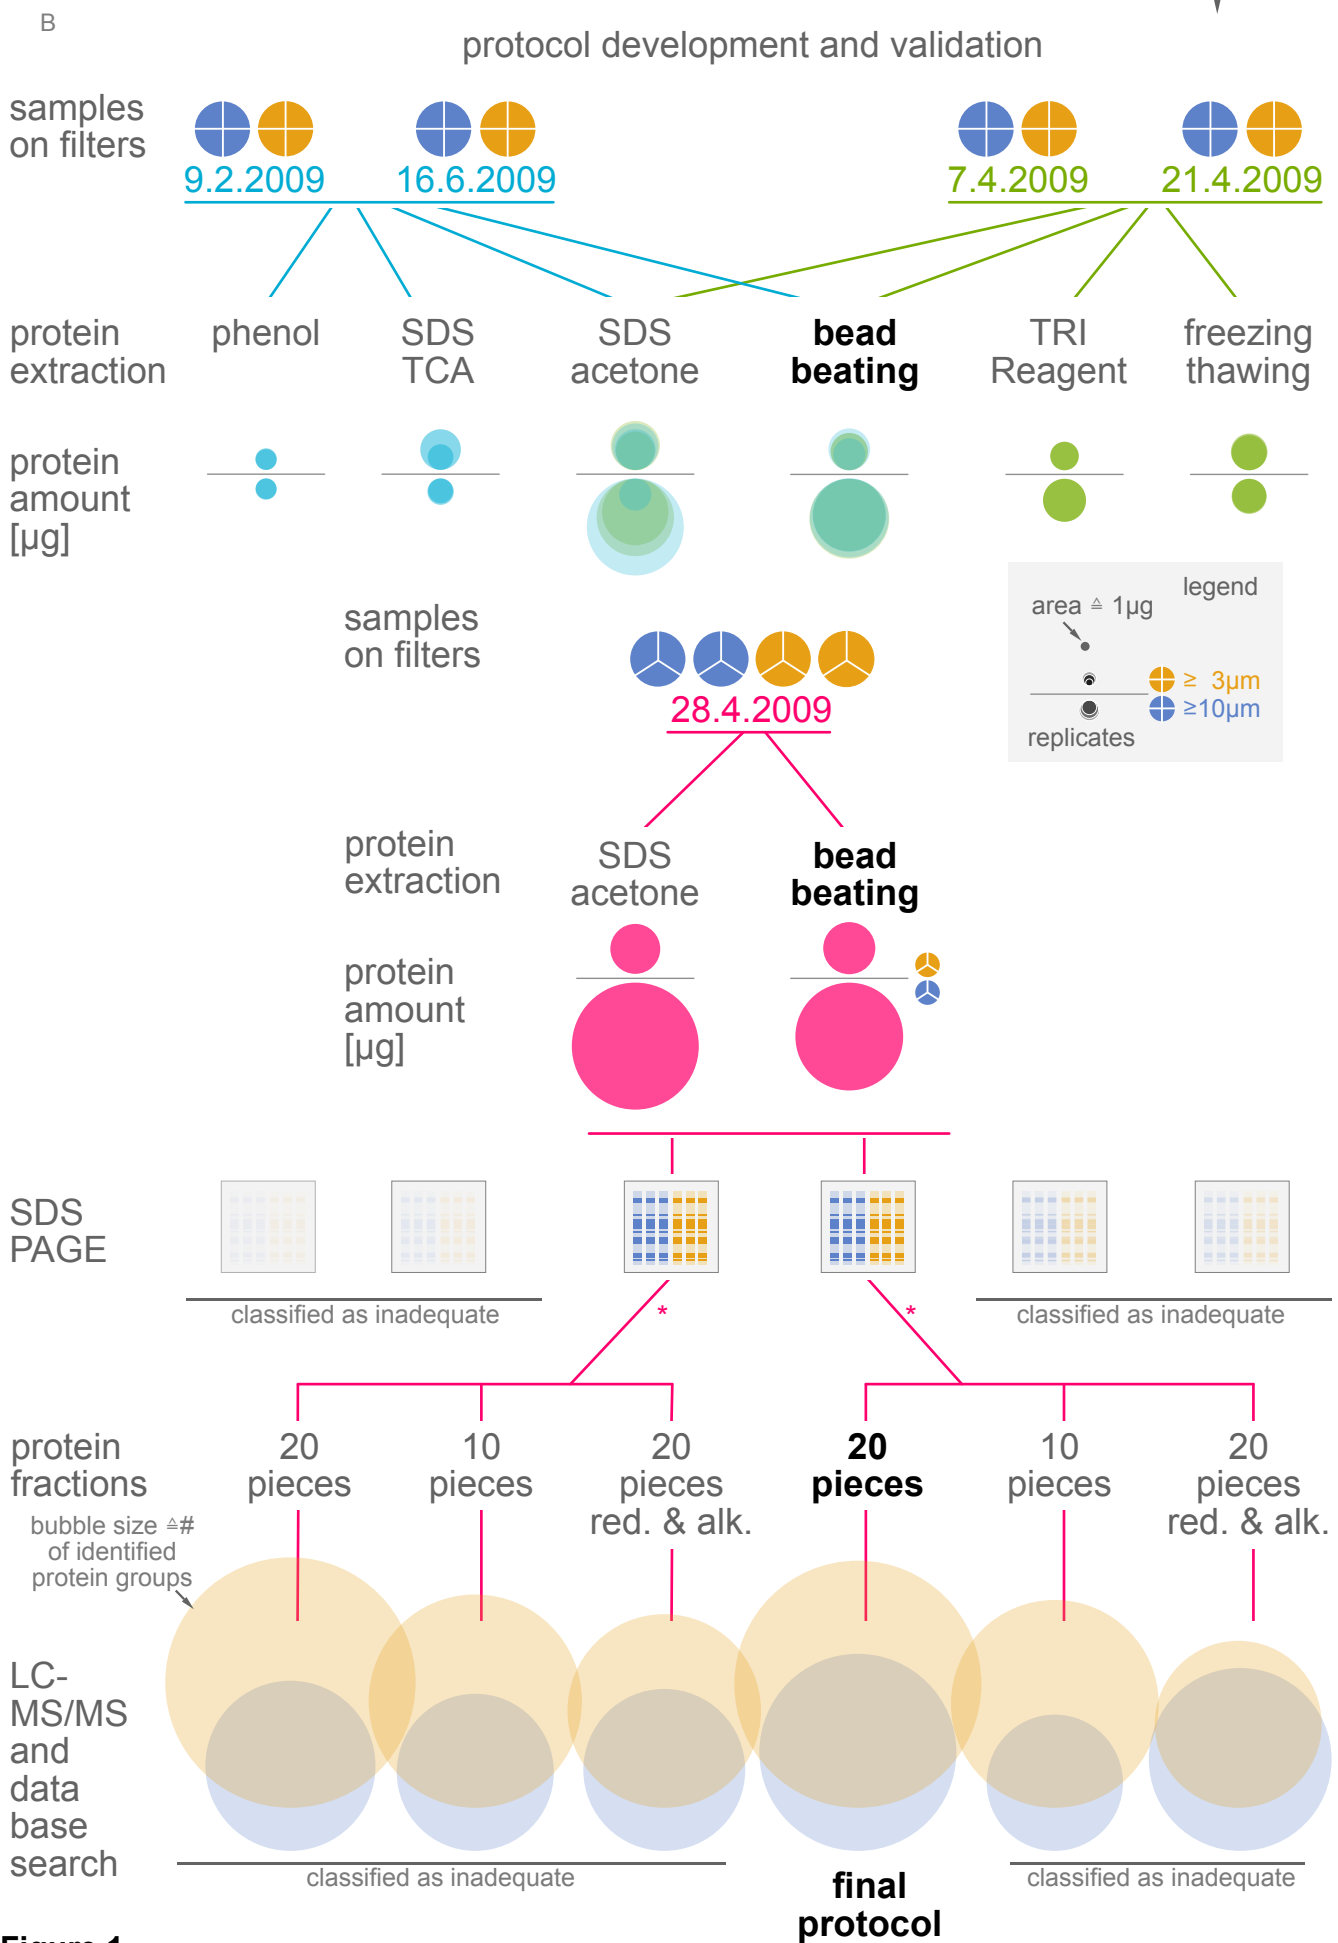 B
protocol development and validation
samples
on filters
9.2.2009
16.6.2009
7.4.2009
21.4.2009
protein
extraction
phenol
SDS
TCA
SDS
acetone
bead
beating
TRI
Reagent
freezing
thawing
protein
amount
[µg]
legend
area ≙ 1µg
≥ 3µm
≥10µm
replicates
samples
on filters
28.4.2009
protein
extraction
SDS
acetone
bead
beating
protein
amount
[µg]
SDS
PAGE
classified as inadequate
classified as inadequate
*
*
protein
fractions
20
pieces
10
pieces
20
pieces
red. & alk.
20
pieces
10
pieces
20
pieces
red. & alk.
bubble size ≙#
of identified
protein groups
LC-
MS/MS
and
data
base
search
classified as inadequate
classified as inadequate
final
protocol
Figure 1